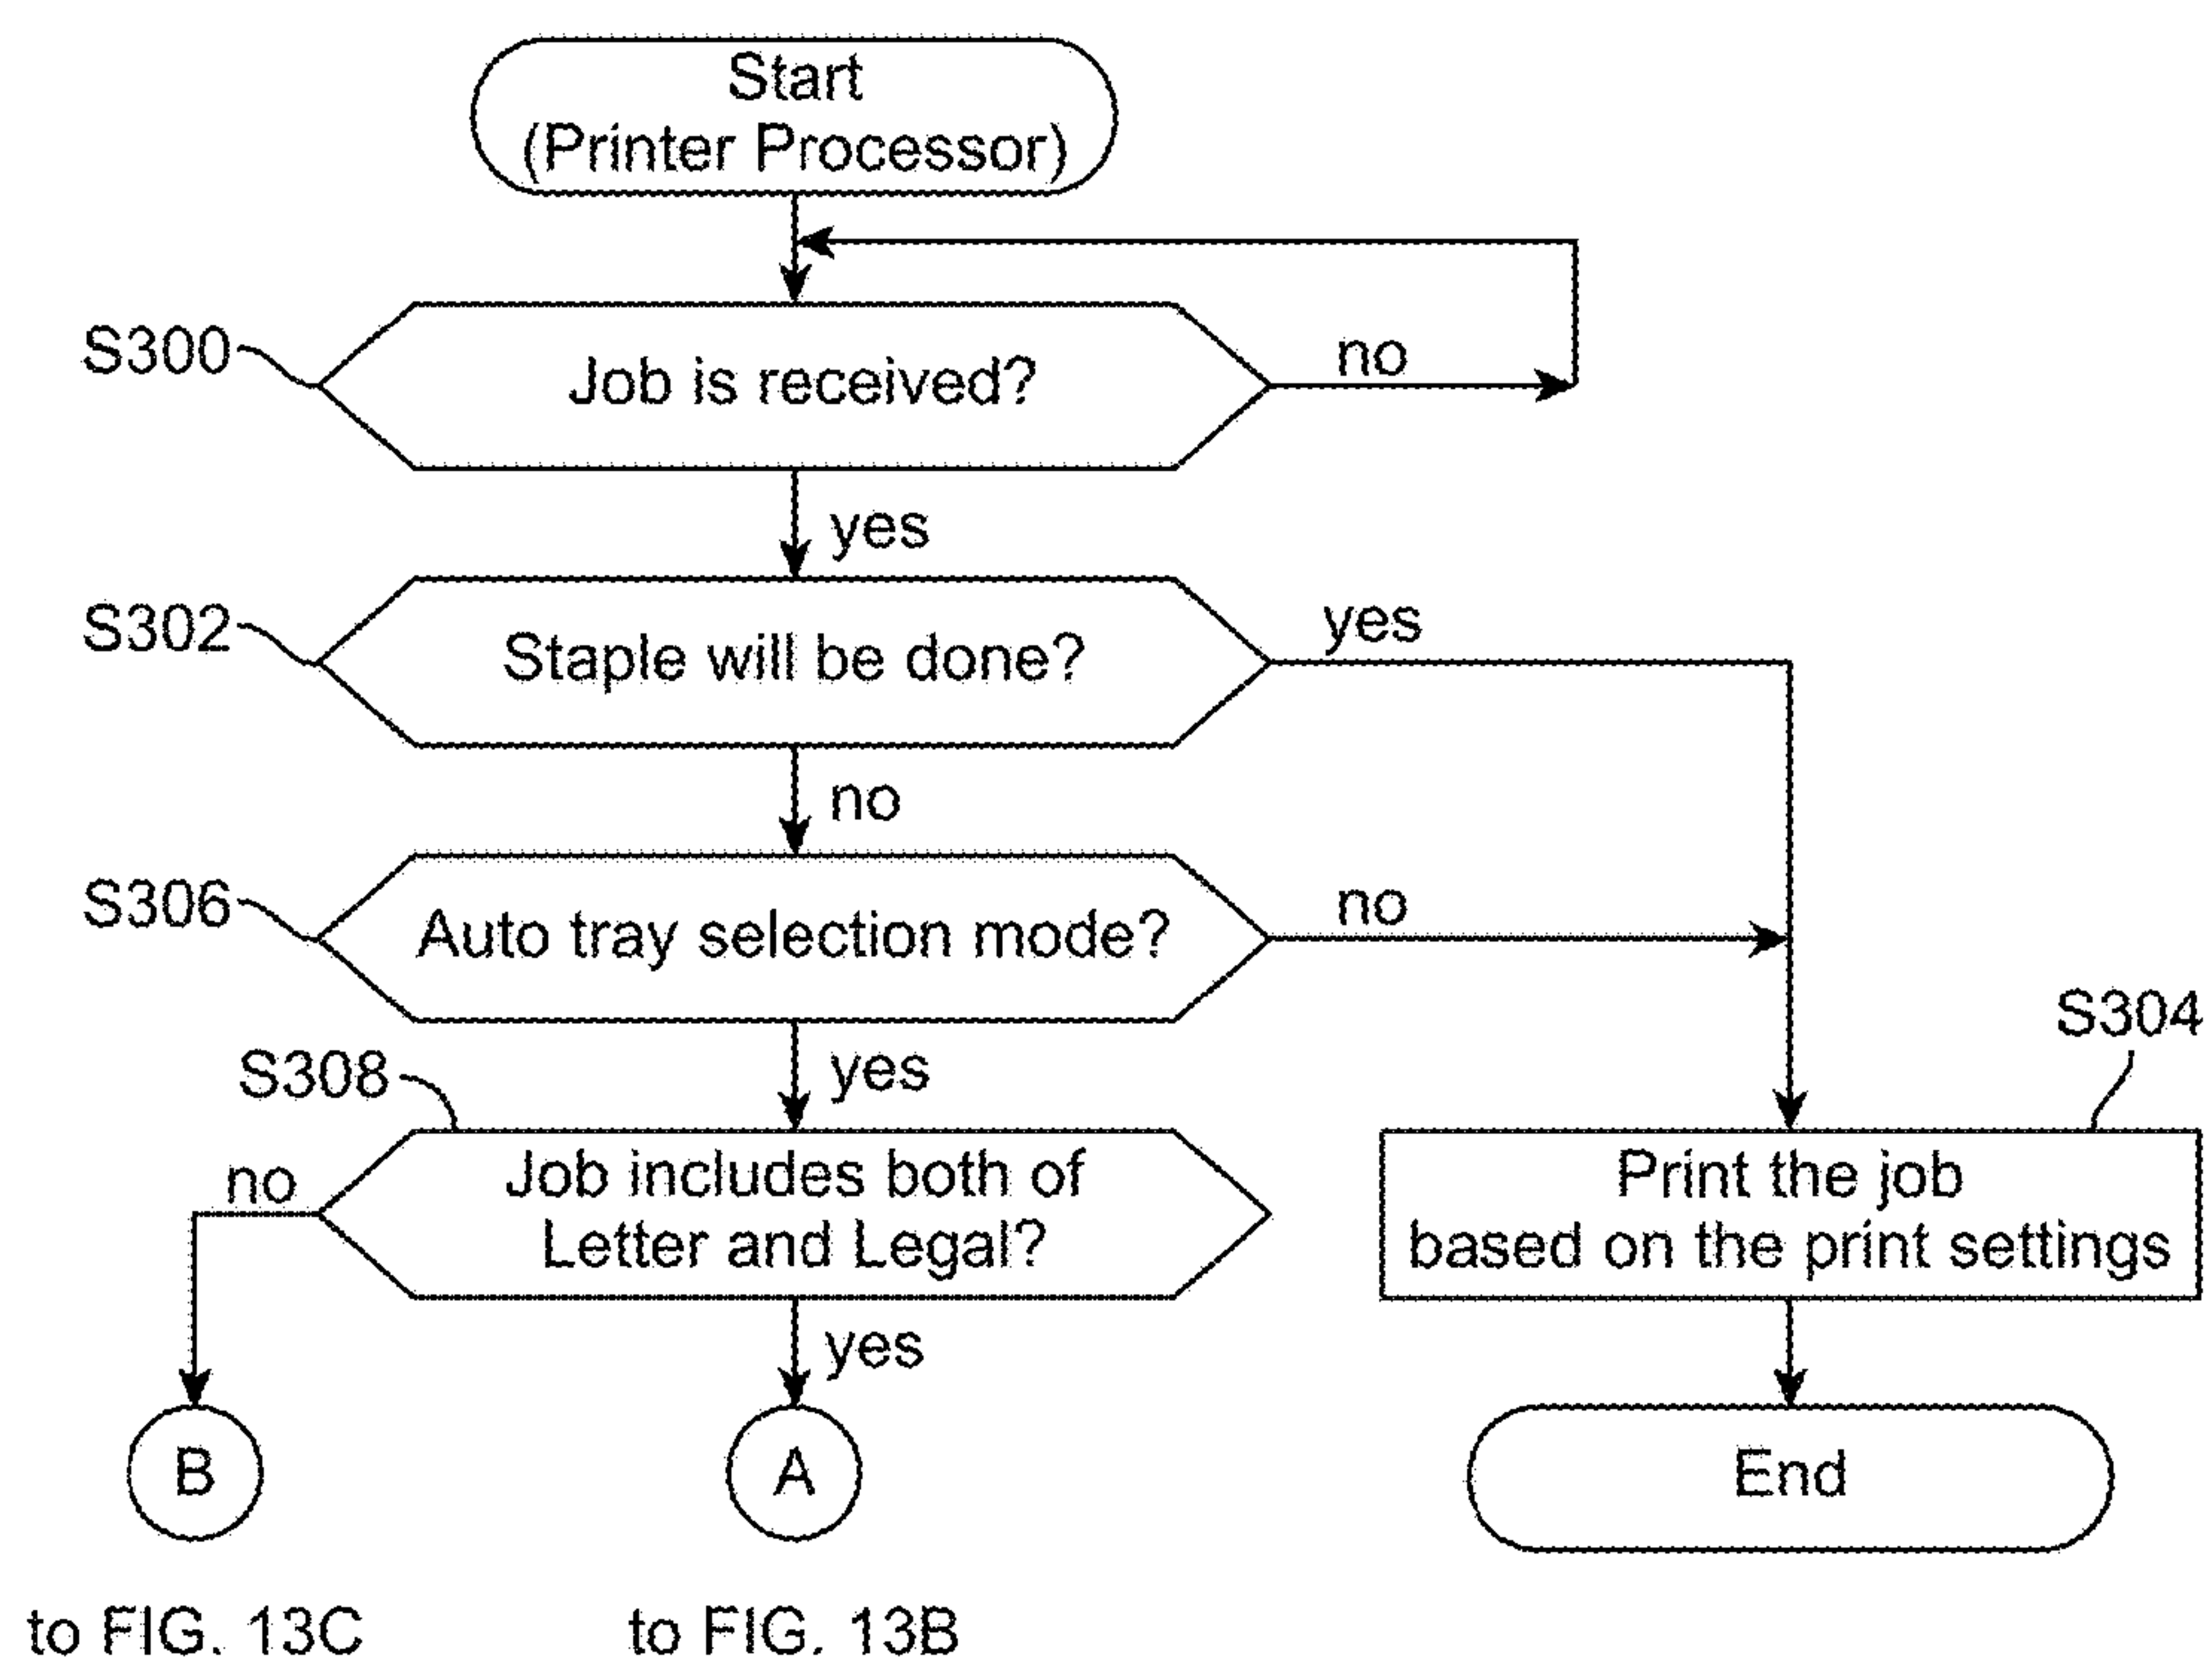 Start
(Printer Processor)
S300
Job is received?
no
yes
S302
Staple will be done?
yes
no
S306
Auto tray selection mode?
no
S304
yes
S308
no
Job includes both of
Letter and Legal?
Print the job
based on the print settings
yes
B
A
End
to FIG. 13C
to FIG. 13B